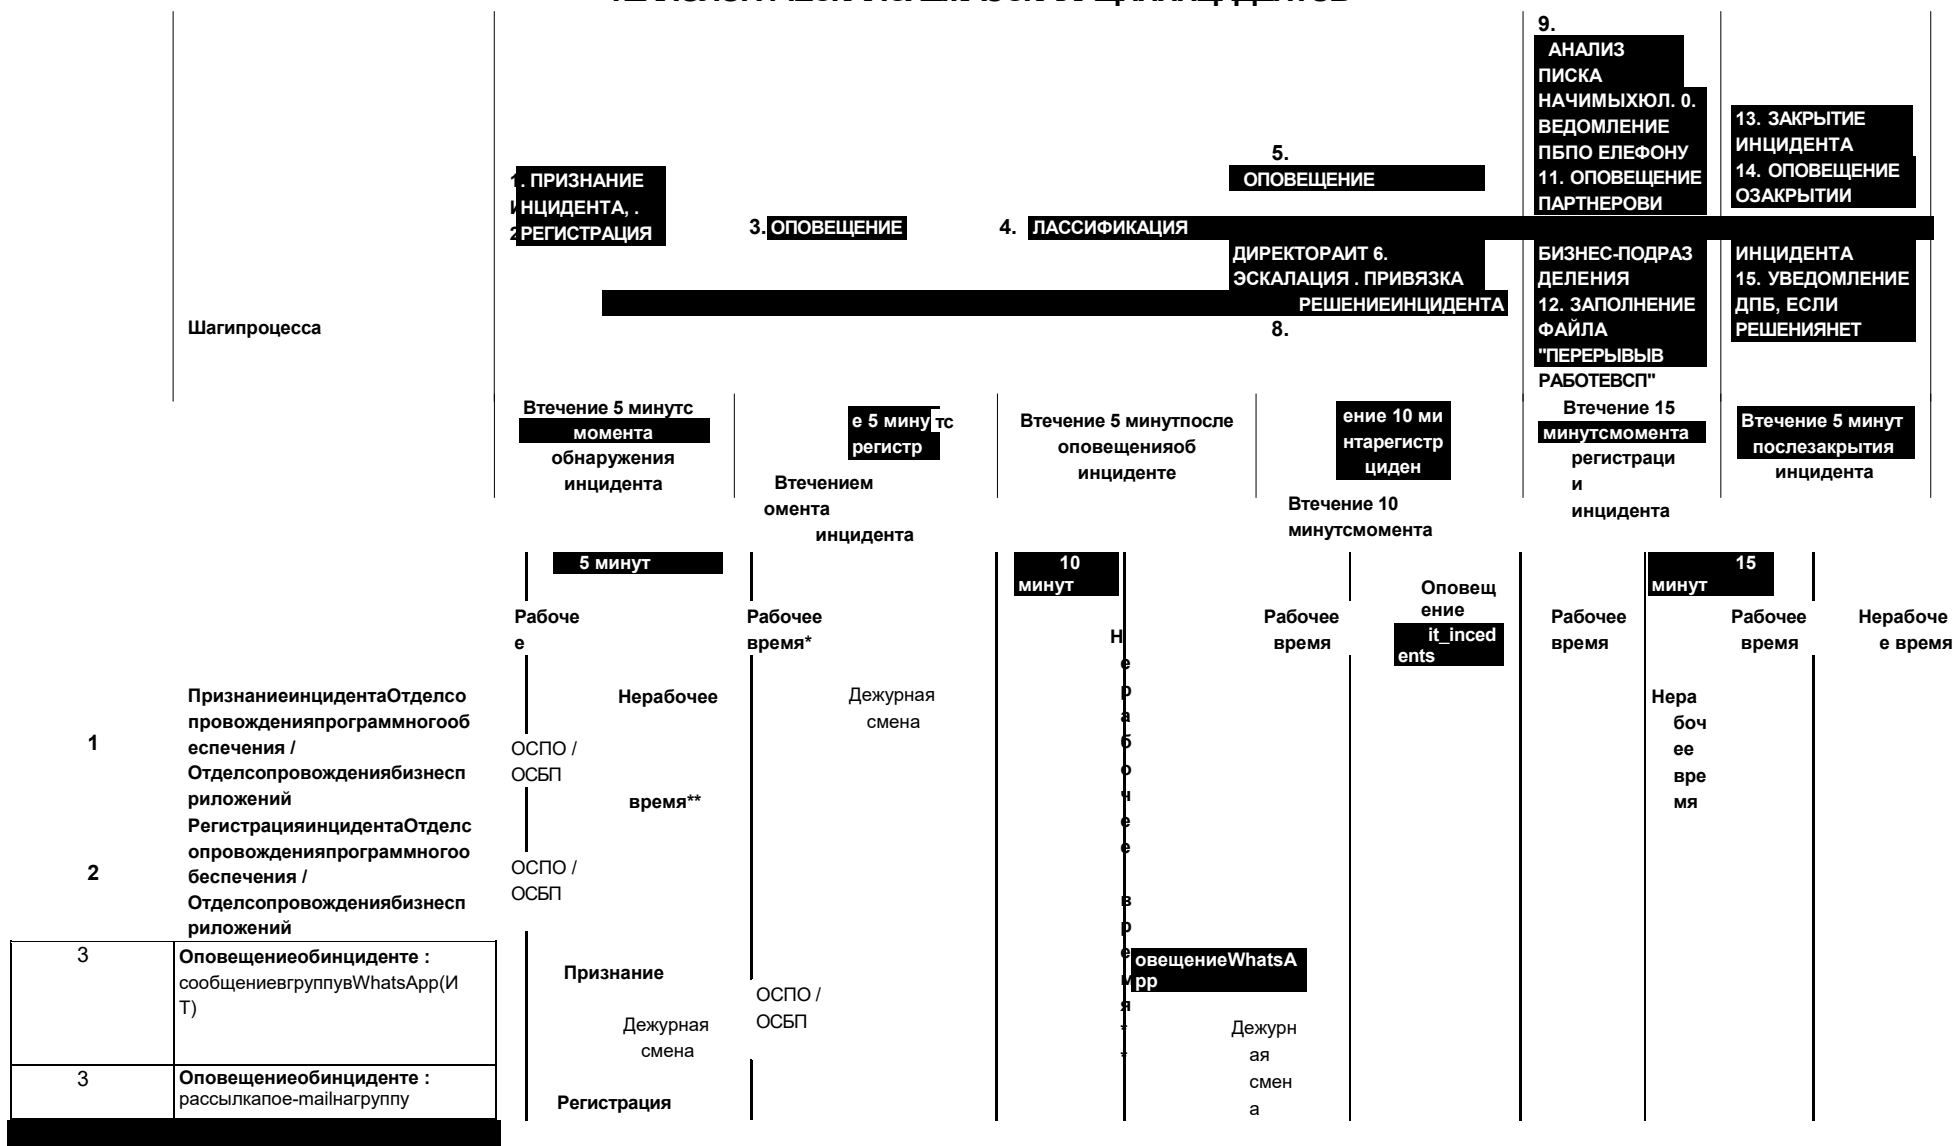 9.
АНАЛИЗ
ПИСКА
НАЧИМЫХЮЛ. 0.
ВЕДОМЛЕНИЕ
ПБПО ЕЛЕФОНУ
11. ОПОВЕЩЕНИЕ
ПАРТНЕРОВИ
БИЗНЕС-ПОДРАЗ
ДЕЛЕНИЯ
12. ЗАПОЛНЕНИЕ
ФАЙЛА
"ПЕРЕРЫВЫВ
РАБОТЕВСП"
13. ЗАКРЫТИЕ
ИНЦИДЕНТА
14. ОПОВЕЩЕНИЕ
ОЗАКРЫТИИ
ИНЦИДЕНТА
15. УВЕДОМЛЕНИЕ
ДПБ, ЕСЛИ
РЕШЕНИЯНЕТ
1. ПРИЗНАНИЕ
ИНЦИДЕНТА, .
2РЕГИСТРАЦИЯ
3. ОПОВЕЩЕНИЕ
4. ЛАССИФИКАЦИЯ
5.
ОПОВЕЩЕНИЕ
ДИРЕКТОРАИТ 6.
ЭСКАЛАЦИЯ . ПРИВЯЗКА
РЕШЕНИЕИНЦИДЕНТА
8.
Шагипроцесса
Втечение 5 минутс
момента
обнаружения
инцидента
е 5 мину тс
регистр
Втечением
омента
инцидента
Втечение 5 минутпосле
оповещенияоб
инциденте
ение 10 ми
нтарегистр
циден
Втечение 10
минутсмомента
Втечение 15
минутсмомента
регистраци
и
инцидента
Втечение 5 минут
послезакрытия
инцидента
5 минут
10
минут
15
минут
Рабоче
е
Рабочее
время*
Нерабочее время**
Рабочее
время
Оповещ
ение
it_inced
ents
Рабочее
время
Рабочее
время
Нерабоче
е время
1
ПризнаниеинцидентаОтделсо
провожденияпрограммногооб
еспечения /
Отделсопровождениябизнесп
риложений
ОСПО /
ОСБП
Нерабочее
время**
Дежурная
смена
Нера
боч
ее
вре
мя
2
РегистрацияинцидентаОтделс
опровожденияпрограммногоо
беспечения /
Отделсопровождениябизнесп
риложений
ОСПО /
ОСБП
3
Оповещениеобинциденте :
сообщениевгруппувWhatsApp(И
Т)
Признание
Дежурная
смена
ОСПО /
ОСБП
овещениеWhatsA
pp
Дежурн
ая
смен
а
3
Оповещениеобинциденте :
рассылкапоe-mailнагруппу
Регистрация